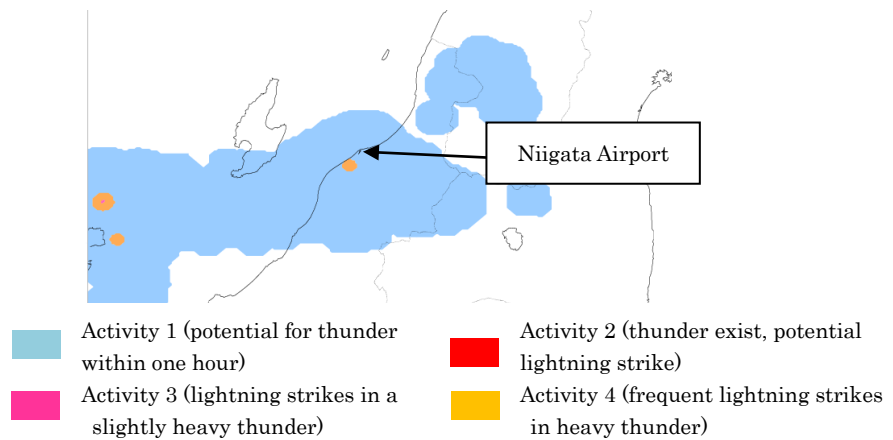 Niigata Airport
Activity 1 (potential for thunder
within one hour)
Activity 2 (thunder exist, potential
lightning strike)
Activity 3 (lightning strikes in a
slightly heavy thunder)
Activity 4 (frequent lightning strikes
in heavy thunder)